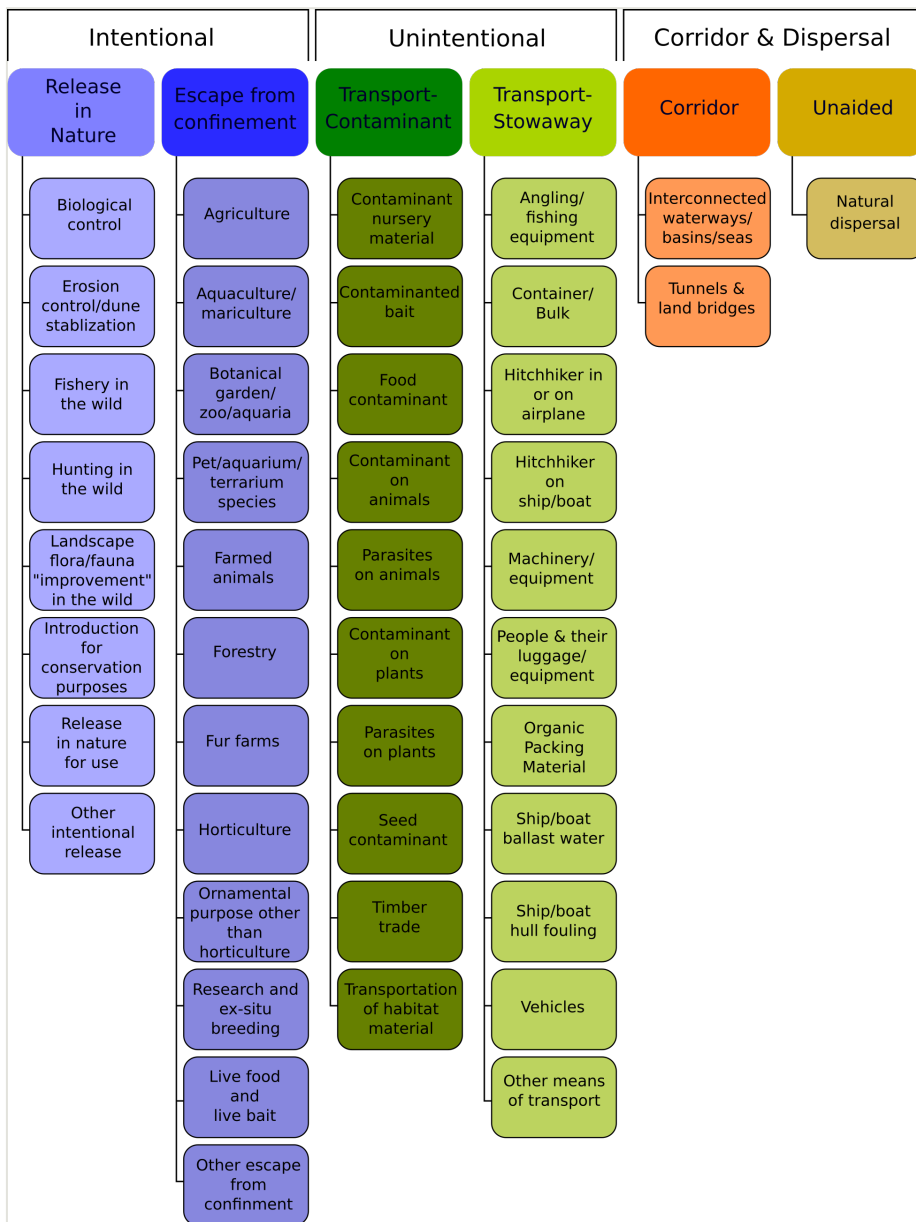 Intentional
Unintentional
Corridor & Dispersal
Release
in
Nature
Escape from
confinement
Transport-
Contaminant
Transport-
Stowaway
Corridor
Unaided
Biological
control
Erosion
control/dune
stablization
Fishery in
the wild
Hunting in
the wild
Landscape
flora/fauna
"improvement"
in the wild
Introduction
for
conservation
purposes
Release
in nature
for use
Other
intentional
release
Agriculture
Aquaculture/
mariculture
Botanical
garden/
zoo/aquaria
Pet/aquarium/
terrarium
species
Farmed
animals
Forestry
Fur farms
Horticulture
Ornamental
purpose other
than
horticulture
Research and
ex-situ
breeding
Live food
and
live bait
Other escape
from
confinment
Contaminant
nursery
material
Contaminanted
bait
Food
contaminant
Contaminant
on
animals
Parasites
on animals
Contaminant
on
plants
Parasites
on plants
Seed
contaminant
Timber
trade
Transportation
of habitat
material
Angling/
fishing
equipment
Container/
Bulk
Hitchhiker in
or on
airplane
Hitchhiker
on
ship/boat
Machinery/
equipment
People & their
luggage/
equipment
Organic
Packing
Material
Ship/boat
ballast water
Ship/boat
hull fouling
Vehicles
Other means
of transport
Interconnected
waterways/
basins/seas
Tunnels &
land bridges
Natural
dispersal